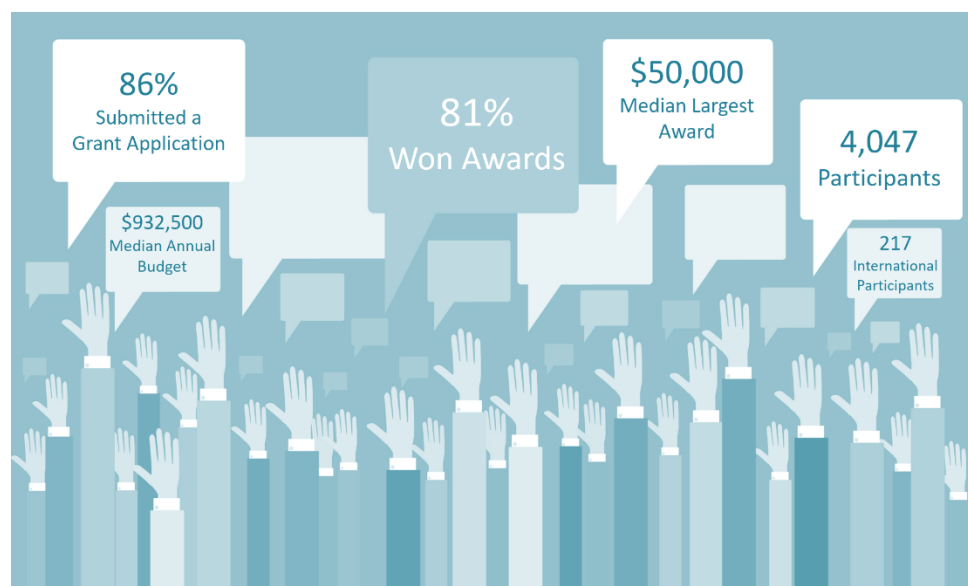 86%
Submitted a
Grant Application
$932,500
Median Annual
Budget
81%
Won Awards
$50,000
Median Largest
Award
4,047
Participants
217
International
Participants